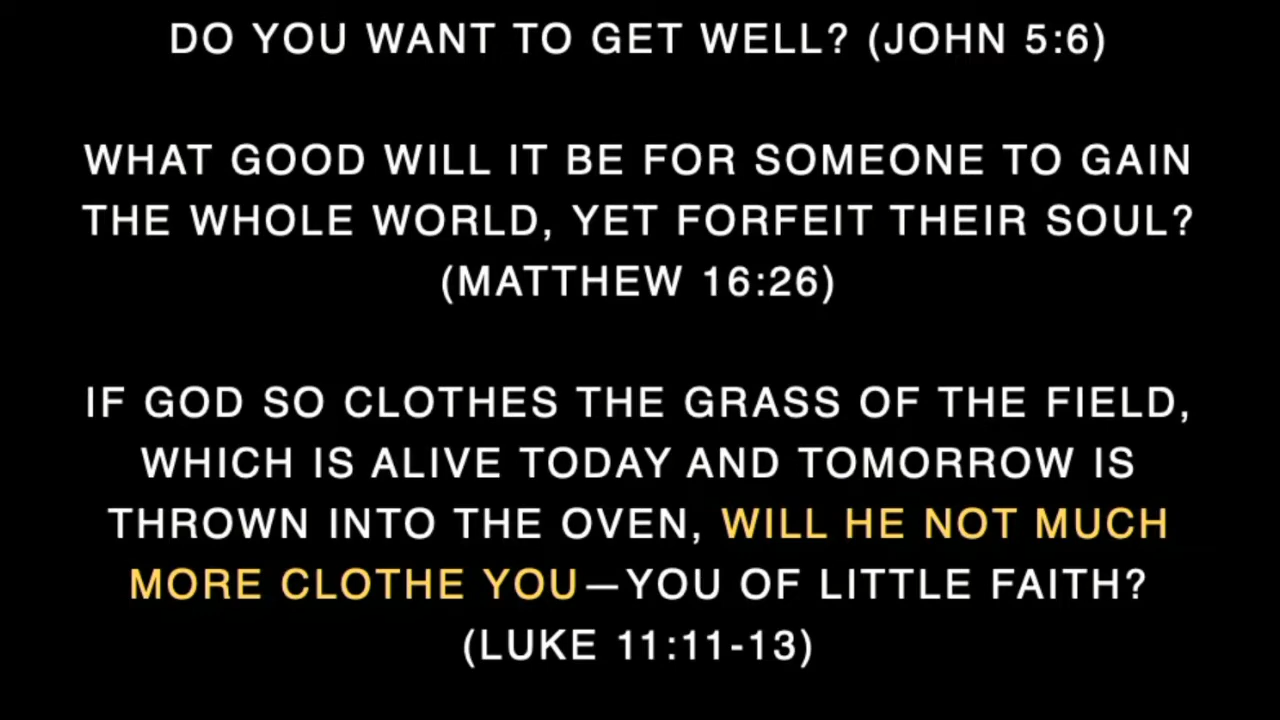 DO YOU WANT TO GET WELL? (JOHN 5:6)
WHAT GOOD WILL IT BE FOR SOMEONE TO GAIN
THE WHOLE WORLD, YET FORFEIT THEIR SOUL?
(MATTHEW 16:26)
IF GOD SO CLOTHES THE GRASS OF THE FIELD,
WHICH IS ALIVE TODAY AND TOMORROW IS
THROWN INTO THE OVEN, WILL HE NOT MUCH
MORE CLOTHE YOU—YOU OF LITTLE FAITH?
(LUKE 11:11-13)